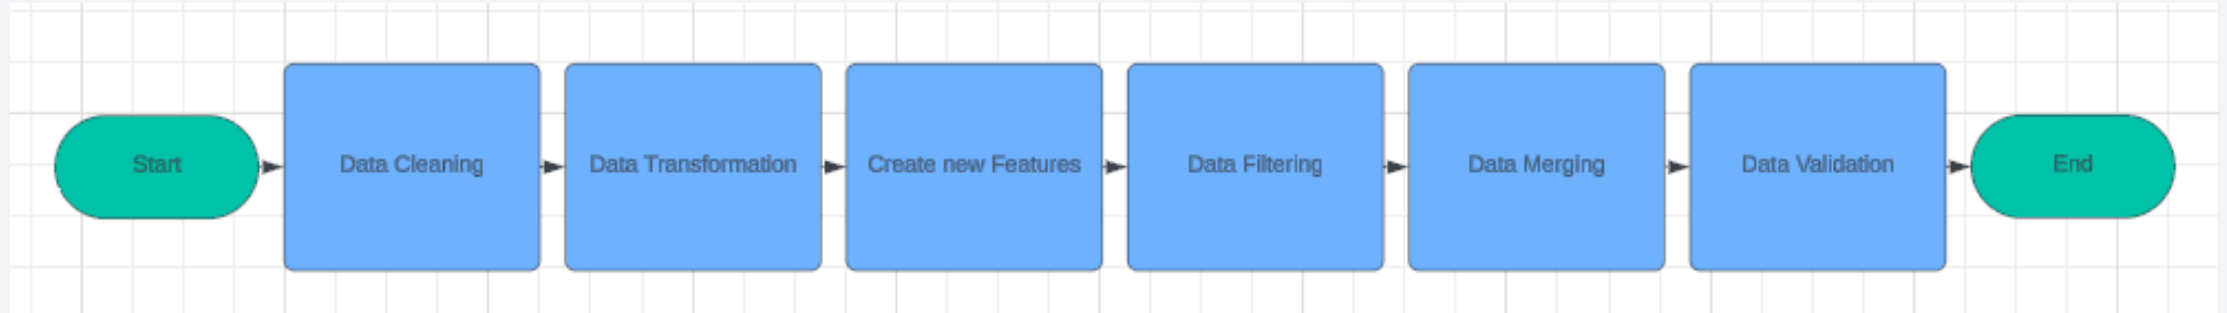 Start
Data Cleaning
Data Transformation
Create new Features
Data Filtering
Data Merging
Data Validation
End